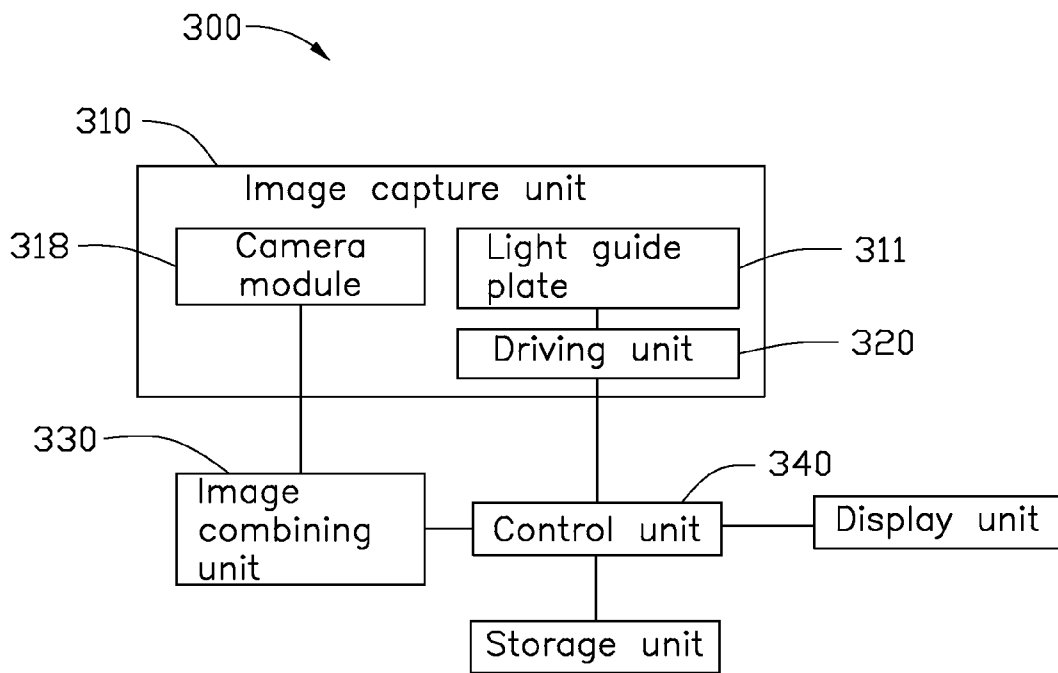 300
310
Image capture unit
318
Camera
module
Light guide
plate
311
Driving unit
320
330
Image
combining
unit
340
Control unit
Display unit
Storage unit